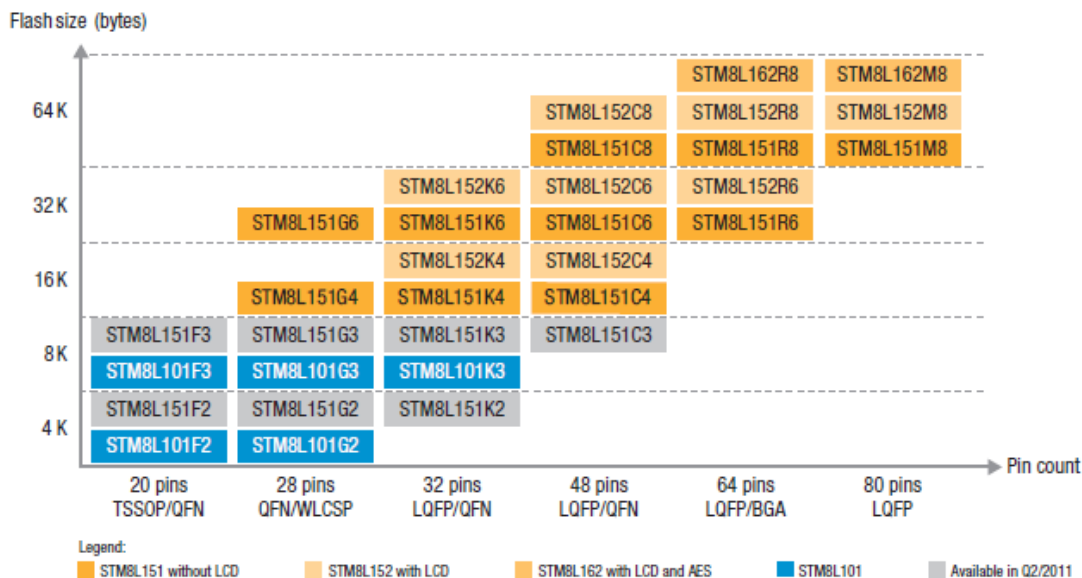 Flash size (bytes)
STM8L162R8 STM8L162M8
64 K STM8L152C8 STM8L152R8 STM8L152M8
STM8L151C8 STM8L151R8 STM8L151M8
STM8L152K6 STM8L152C6 STM8L152R6
32 K STM8L151G6 STM8L151K6 STM8L151C6 STM8L151R6
STM8L152K4 STM8L152C4
16 K STM8L151G4 STM8L151K4 STM8L151C4
STM8L151F3 STM8L151G3 STM8L151K3 STM8L151C3
8 K STM8L101F3 STM8L101G3 STM8L101K3
STM8L151F2 STM8L151G2 STM8L151K2
4 K STM8L101F2 STM8L101G2
Pin count
20 pins 28 pins 32 pins 48 pins 64 pins 80 pins
TSSOP/QFN QFN/WLCSP LQFP/QFN LQFP/QFN LQFP/BGA LQFP
Legend:
STM8L151 without LCD STM8L152 with LCD STM8L162 with LCD and AES STM8L101 Available in Q2/2011